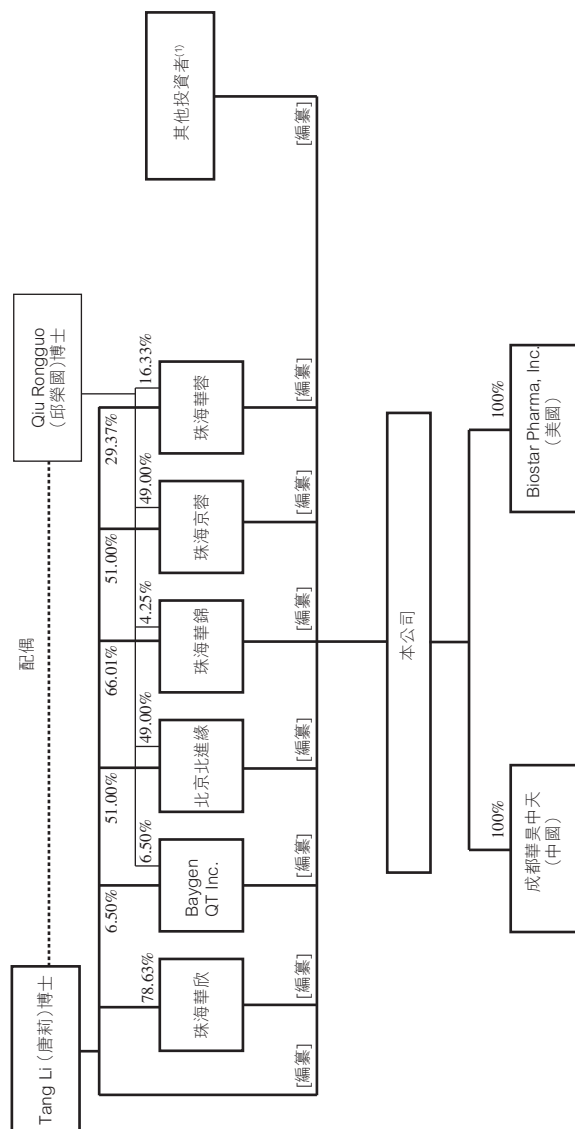 Tang Li（唐莉）博士
配偶
Qiu Rongguo
（邱榮國）博士
78.63%
6.50%
6.50%
51.00%
49.00%
66.01%
4.25%
51.00%
49.00%
29.37%
16.33%
珠海華欣
Baygen
QT Inc.
北京北進緣
珠海華錦
珠海京蓉
珠海華蓉
其他投資者(1)
[編纂]
[編纂]
[編纂]
[編纂]
[編纂]
[編纂]
[編纂]
[編纂]
本公司
100%
100%
成都華昊中天
（中國）
Biostar Pharma, Inc.
（美國）